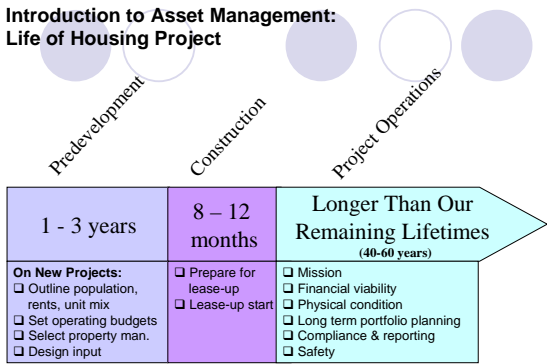 Introduction to Asset Management:
Life of Housing Project
Predevelopment
Construction
Project Operations
1 - 3 years
8 – 12
months
Longer Than Our
Remaining Lifetimes
(40-60 years)
On New Projects:
❑ Outline population,
rents, unit mix
❑ Set operating budgets
❑ Select property man.
❑ Design input
❑ Prepare for
lease-up
❑ Lease-up start
❑ Mission
❑ Financial viability
❑ Physical condition
❑ Long term portfolio planning
❑ Compliance & reporting
❑ Safety